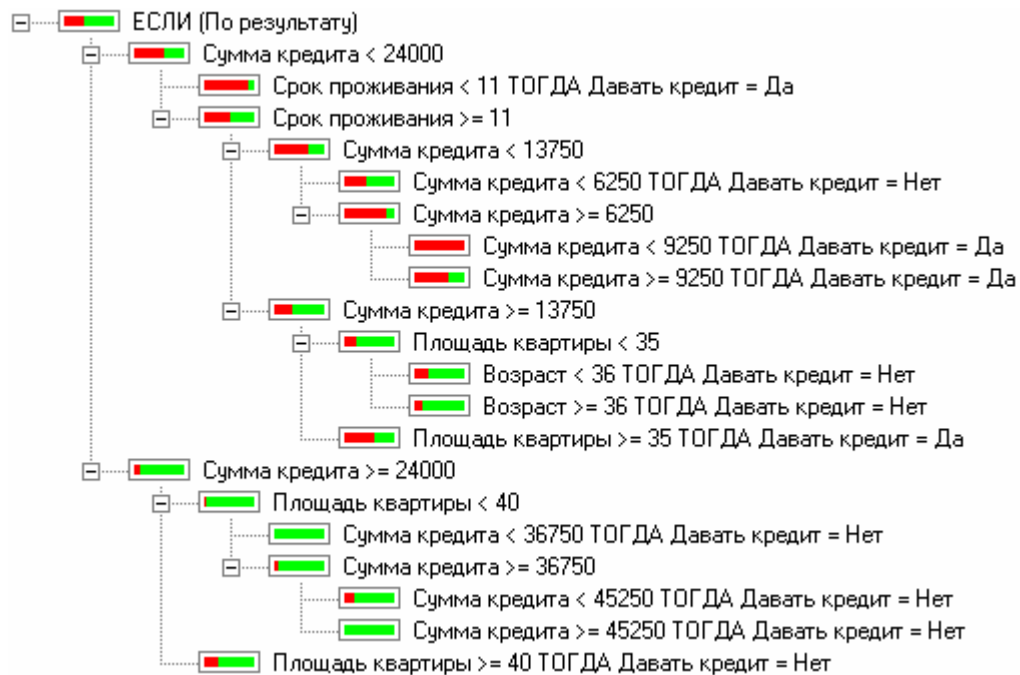 ЕСЛИ (По результату)
Сумма кредита < 24000
Срок проживания < 11 ТОГДА Давать кредит = Да
Срок проживания >= 11
Сумма кредита < 13750
Сумма кредита < 6250 ТОГДА Давать кредит = Нет
Сумма кредита >= 6250
Сумма кредита < 9250 ТОГДА Давать кредит = Да
Сумма кредита >= 9250 ТОГДА Давать кредит = Да
Сумма кредита >= 13750
Площадь квартиры < 35
Возраст < 36 ТОГДА Давать кредит = Нет
Возраст >= 36 ТОГДА Давать кредит = Нет
Площадь квартиры >= 35 ТОГДА Давать кредит = Да
Сумма кредита >= 24000
Площадь квартиры < 40
Сумма кредита < 36750 ТОГДА Давать кредит = Нет
Сумма кредита >= 36750
Сумма кредита < 45250 ТОГДА Давать кредит = Нет
Сумма кредита >= 45250 ТОГДА Давать кредит = Нет
Площадь квартиры >= 40 ТОГДА Давать кредит = Нет